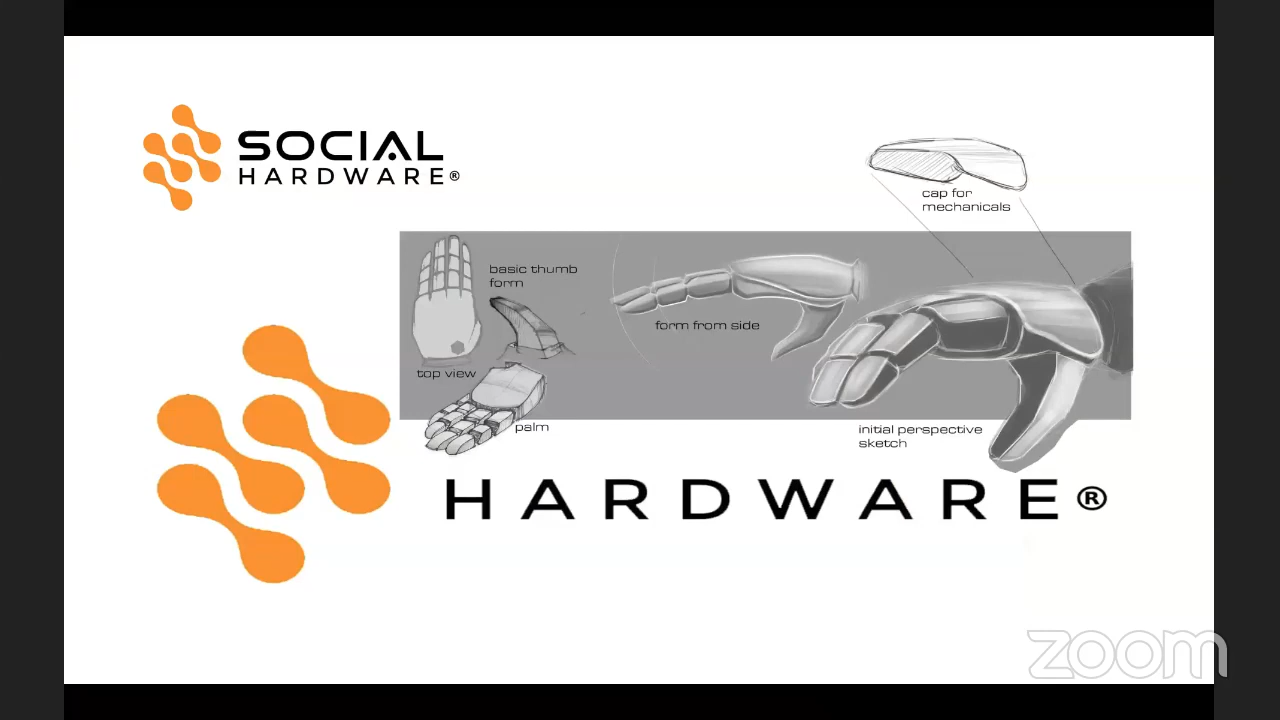 SOCIAL
HARDWARE®
cap for
mechanicals
basic thumb
form
form from side
top view
palm
initial perspective
sketch
HARDWARE®
zoom